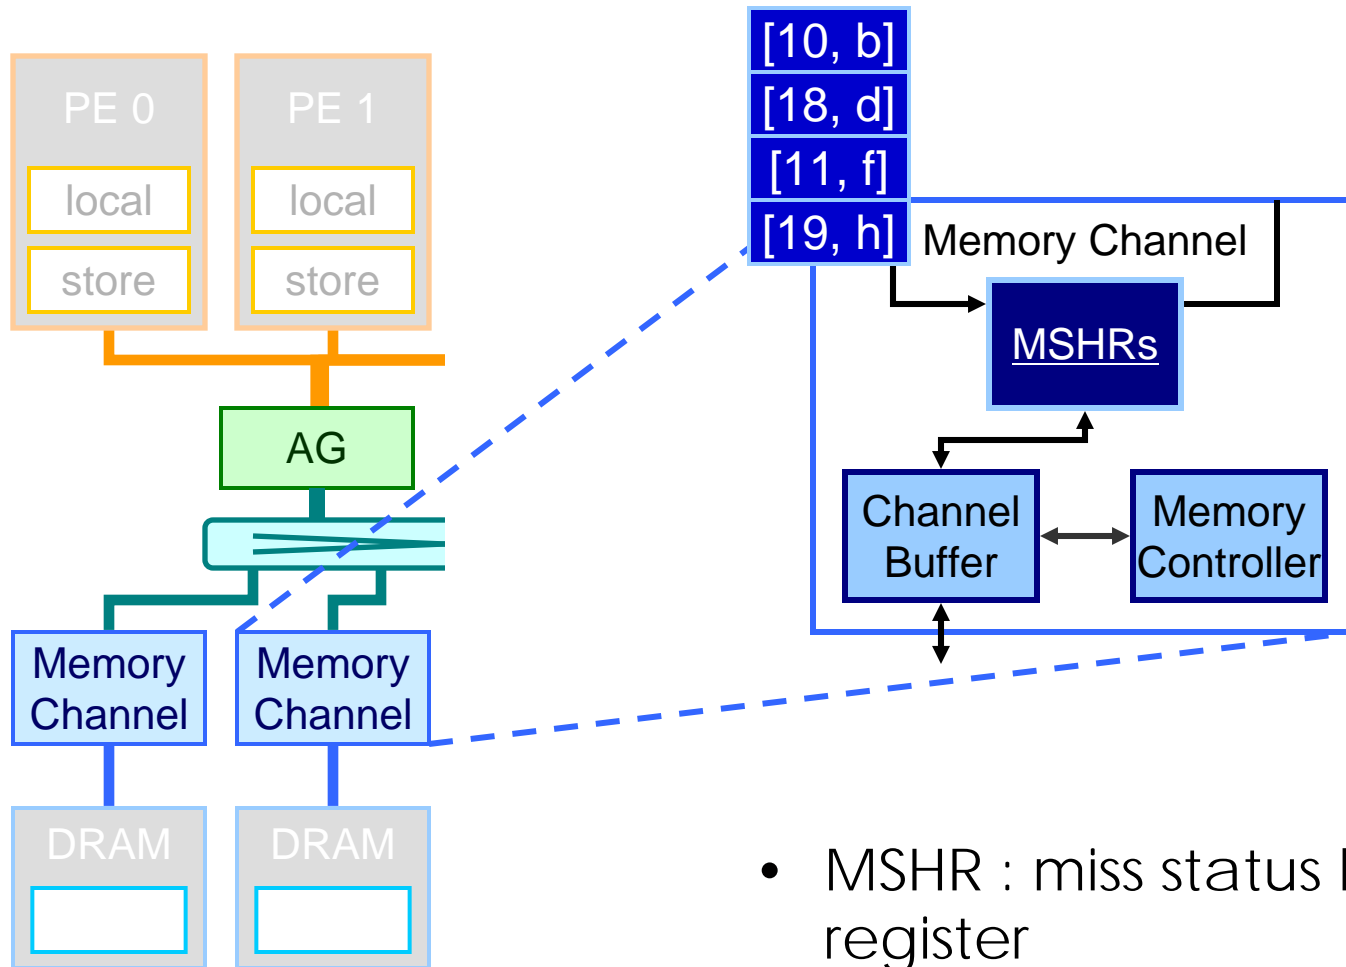 PE 0
local
store
PE 1
local
store
AG
Memory
Channel
Memory
Channel
DRAM
DRAM
[10, b]
[18, d]
[11, f]
[19, h]
Memory Channel
MSHRs
Channel
Buffer
Memory
Controller
• MSHR : miss status
register